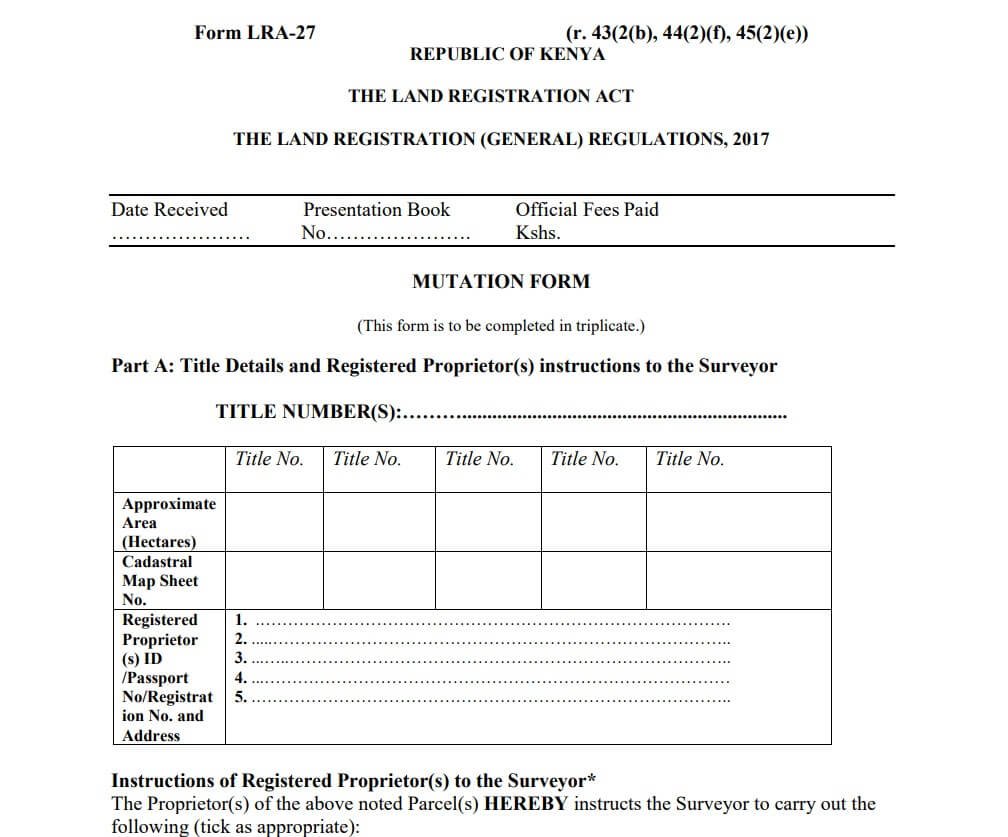 Form LRA-27 (r. 43(2(b), 44(2)(f), 45(2)(e))
REPUBLIC OF KENYA
THE LAND REGISTRATION ACT
THE LAND REGISTRATION (GENERAL) REGULATIONS, 2017
Date Received Presentation Book Official Fees Paid
………………… No…………………. Kshs.
MUTATION FORM
(This form is to be completed in triplicate.)
Part A: Title Details and Registered Proprietor(s) instructions to the Surveyor
TITLE NUMBER(S):………....................................................................
Title No. Title No. Title No. Title No. Title No.
Approximate
Area
(Hectares)
Cadastral
Map Sheet
No.
Registered
Proprietor
(s) ID
/Passport
No/Registrat
ion No. and
Address
1. ……………………………………………………………….
2. ………………………………………………………………..
3. ………………………………………………………………..
4. ……………………………………………………………….
5. ………………………………………………………………..
Instructions of Registered Proprietor(s) to the Surveyor*
The Proprietor(s) of the above noted Parcel(s) HEREBY instructs the Surveyor to carry out the
following (tick as appropriate):